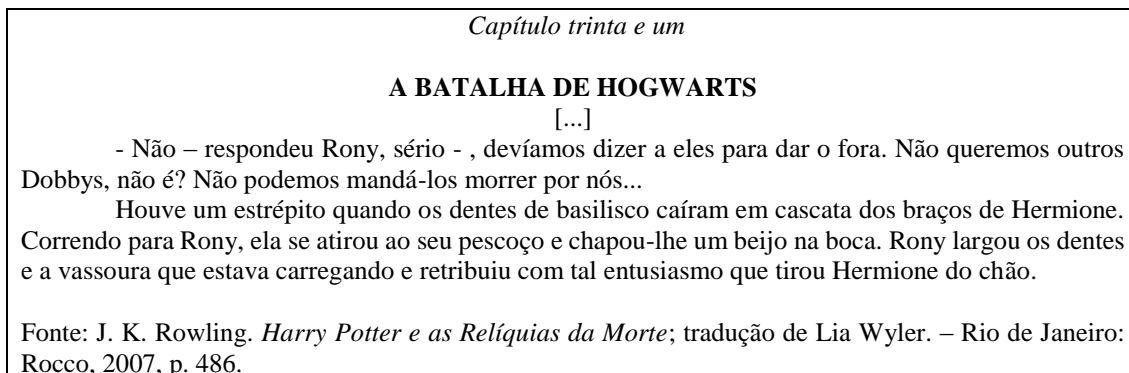 Capítulo trinta e um
A BATALHA DE HOGWARTS
[...]
- Não – respondeu Rony, sério - , devíamos dizer a eles para dar o fora. Não queremos outros
Dobbys, não é? Não podemos mandá-los morrer por nós...
Houve um estrépito quando os dentes de basilisco caíram em cascata dos braços de Hermione.
Correndo para Rony, ela se atirou ao seu pescoço e chapou-lhe um beijo na boca. Rony largou os dentes
e a vassoura que estava carregando e retribuiu com tal entusiasmo que tirou Hermione do chão.
Fonte: J. K. Rowling. Harry Potter e as Relíquias da Morte; tradução de Lia Wyler. – Rio de Janeiro:
Rocco, 2007, p. 486.